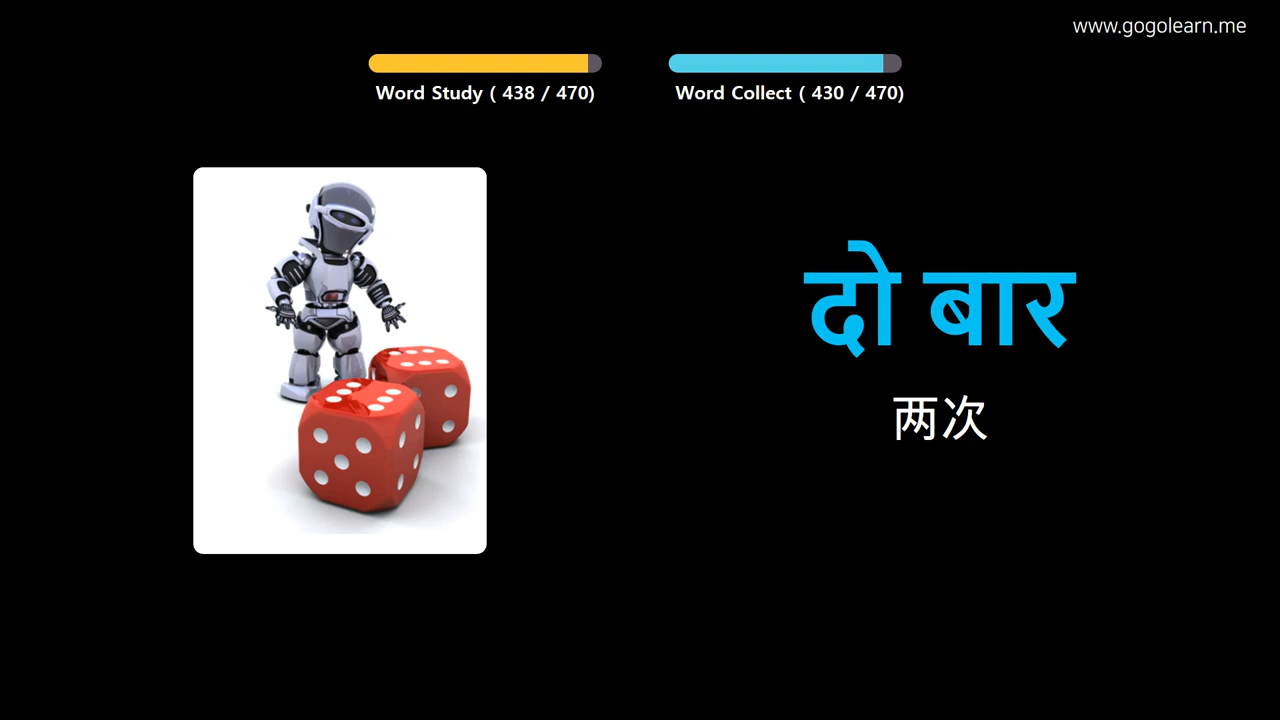 www.gogolearn.me
Word Study ( 438 / 470)
Word Collect ( 430 / 470)
दो बार
两次